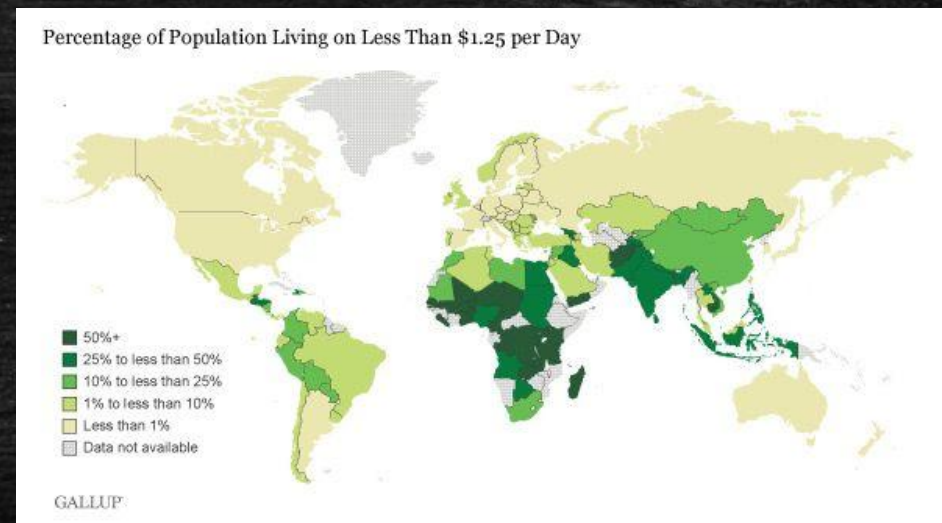 Percentage of Population Living on Less Than $1.25 per Day
50%+
25% to less than 50%
10% to less than 25%
1% to less than 10%
Less than 1%
Data not available
GALLUP